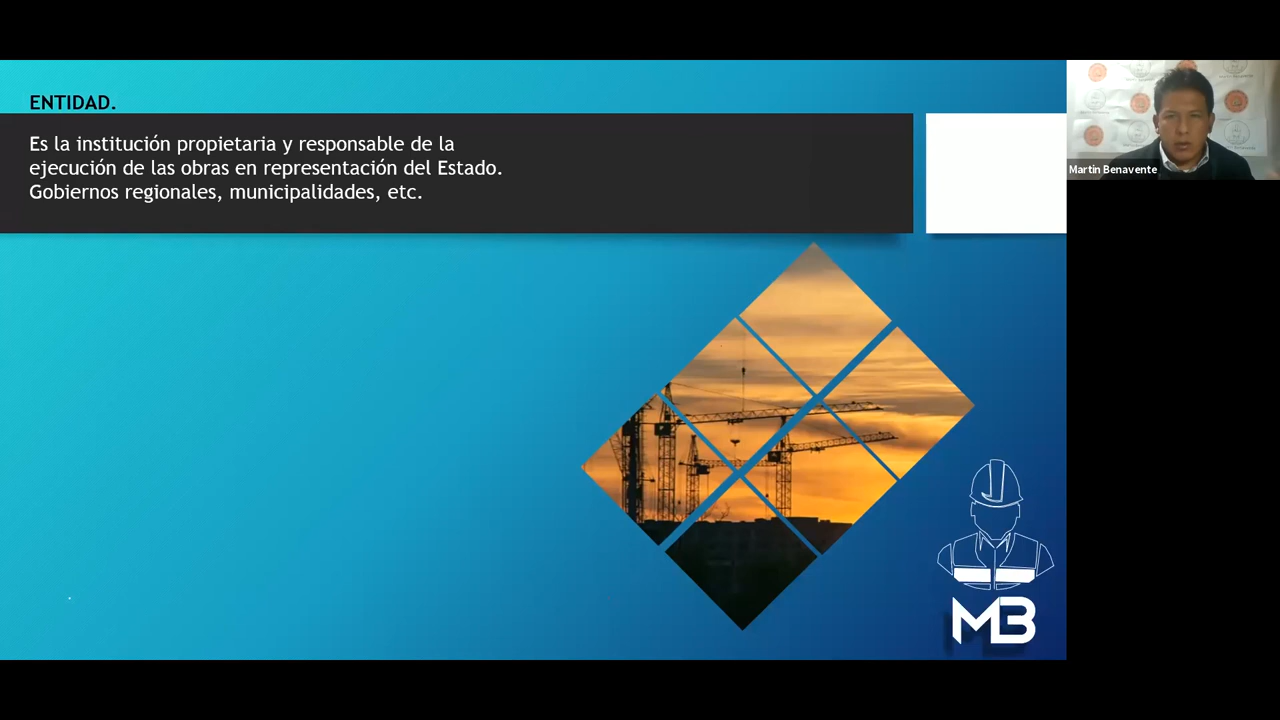 ENTIDAD.
Es la institución propietaria y responsable de la
ejecución de las obras en representación del Estado.
Gobiernos regionales, municipalidades, etc.
Martin Benavente
MB